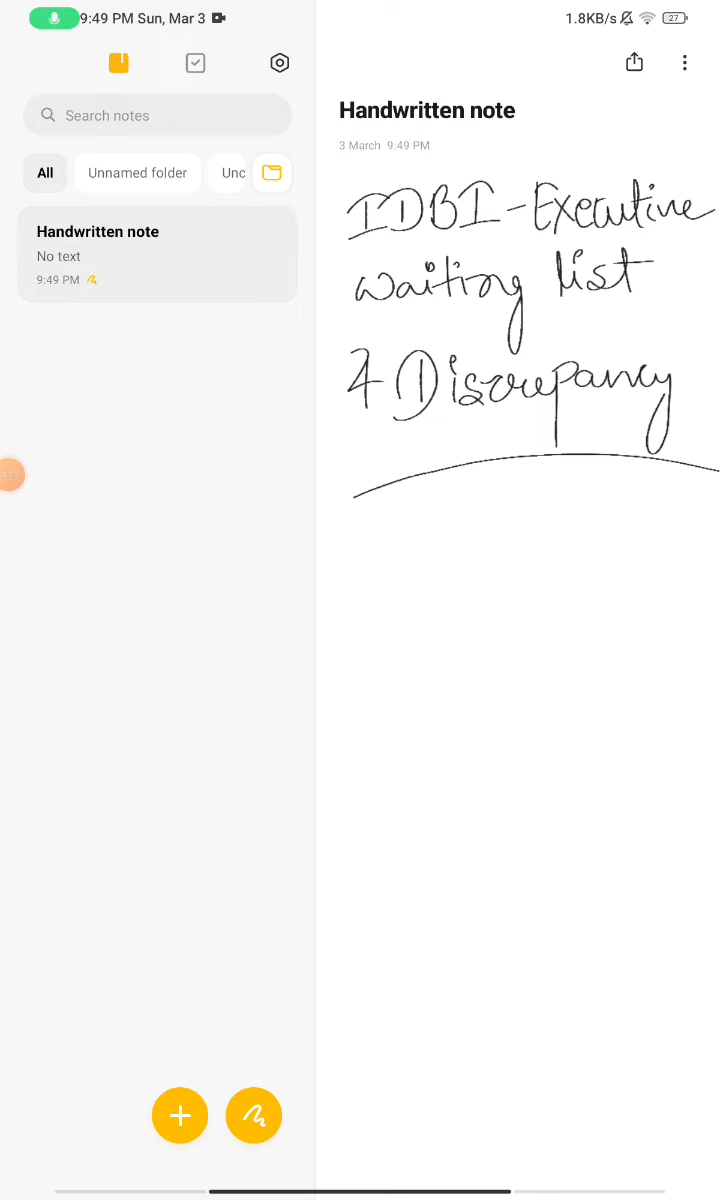 9:49 PM Sun, Mar 3
1.8KB/s
27
Search notes
All
Unnamed folder
Unc
Handwritten note
No text
9:49 PM
Handwritten note
3 March 9:49 PM
IDBI-Executive
waiting list
& Discrepancy